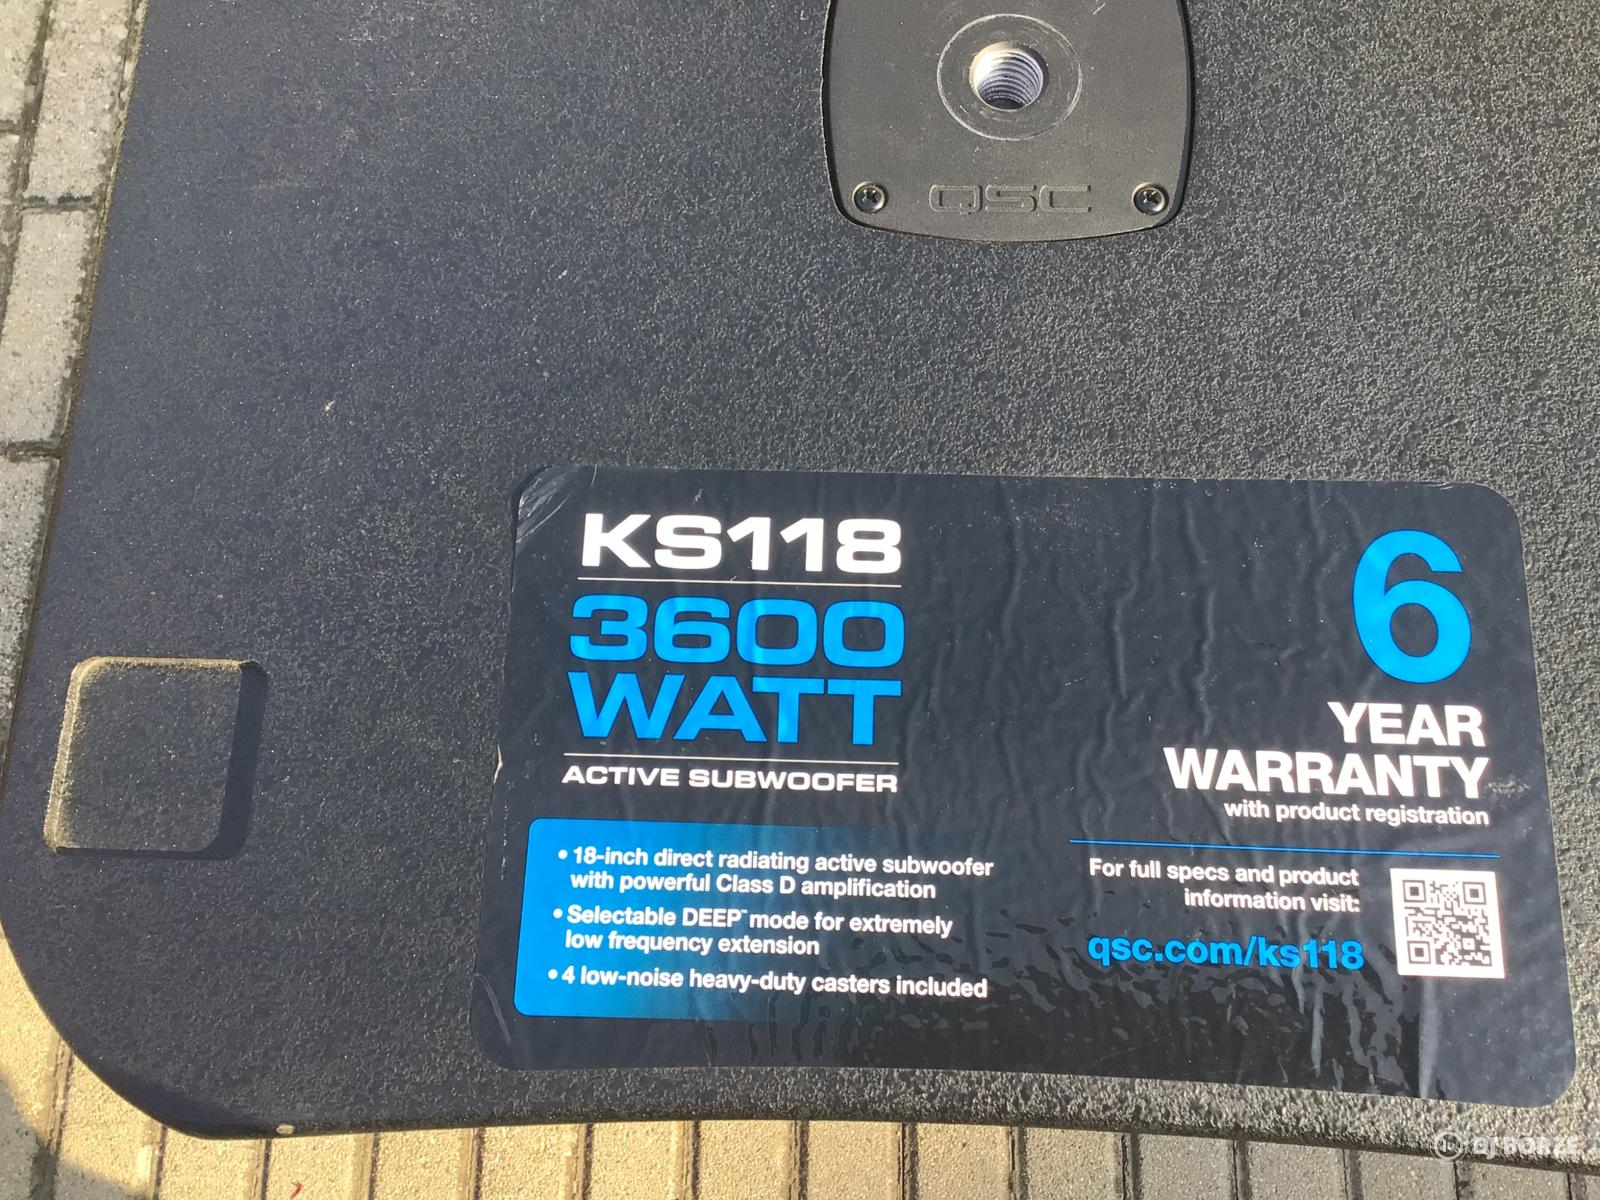 QSC
KS118
3600
WATT
ACTIVE SUBWOOFER
• 18-inch direct radiating active subwoofer
with powerful Class D amplification
• Selectable DEEP™ mode for extremely
low frequency extension
• 4 low-noise heavy-duty casters included
6
YEAR
WARRANTY
with product registration
For full specs and product
information visit:
qsc.com/ks118
DJ BÖRZE